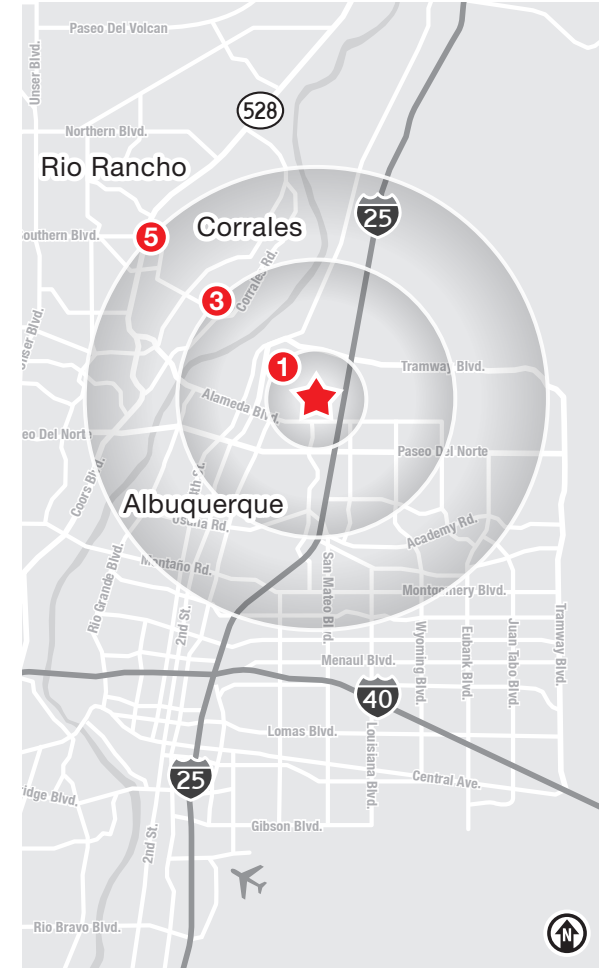 Paseo Del Volcan
Unser Blvd.
528
Northern Blvd.
Rio Rancho
25
Corrales
Southern Blvd.
5
Corrales Rd.
3
Unser Blvd.
1
Tramway Blvd.
Alameda Blvd.
Paseo Del Norte
Paseo Del Norte
Coors Blvd.
4th St.
Albuquerque
Osuna Rd.
Academy Rd.
Montaño Rd.
San Mateo Blvd.
Montgomery Blvd.
Rio Grande Blvd.
2nd St.
Wyoming Blvd.
Eubank Blvd.
Juan Tabo Blvd.
Tramway Blvd.
Menaul Blvd.
40
Lomas Blvd.
Louisiana Blvd.
25
Central Ave.
idge Blvd.
Gibson Blvd.
2nd St.
Rio Bravo Blvd.
N